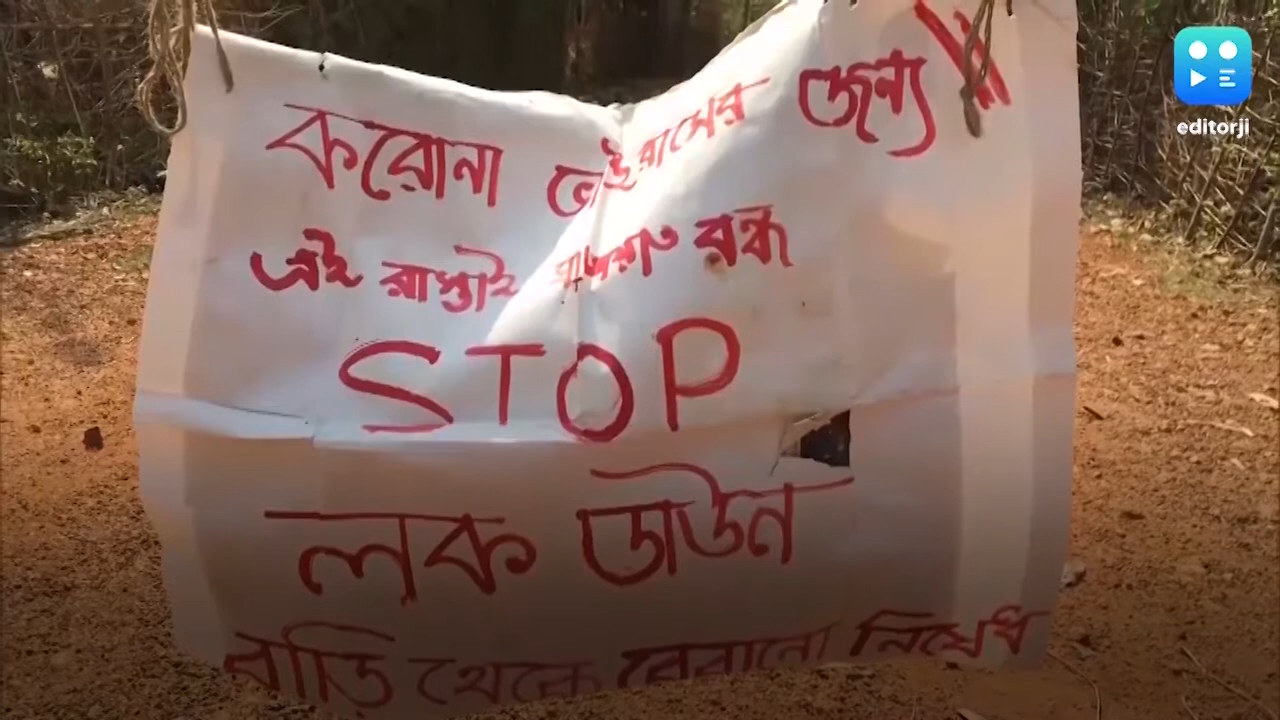 করোনা ভাইরাসের জন্য !!!
এই রাস্তাই যাওয়া বন্ধ
STOP
লক ডাউন
বাড়ি থেকে বেরানো নিষেধ
editorji